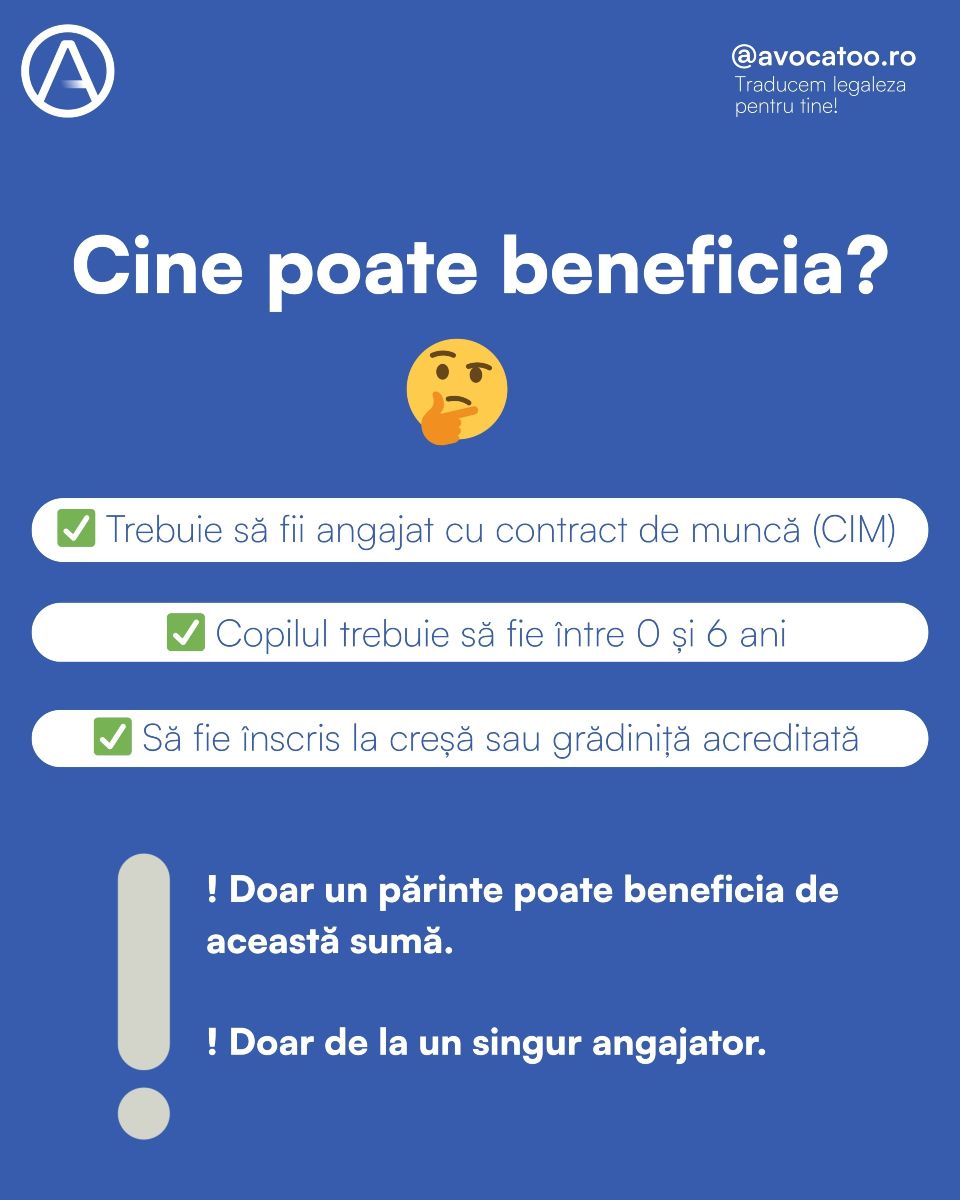 @avocatoo.ro
Traducem legaleza
pentru tine!
Cine poate beneficia?
✅ Trebuie să fii angajat cu contract de muncă (CIM)
✅ Copilul trebuie să fie între 0 și 6 ani
✅ Să fie înscris la creșă sau grădiniță acreditată
! Doar un părinte poate beneficia de
această sumă.
! Doar de la un singur angajator.